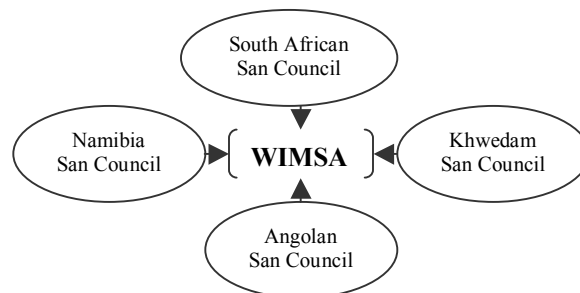 South African
San Council
Namibia
San Council
WIMSA
Khwedam
San Council
Angolan
San Council